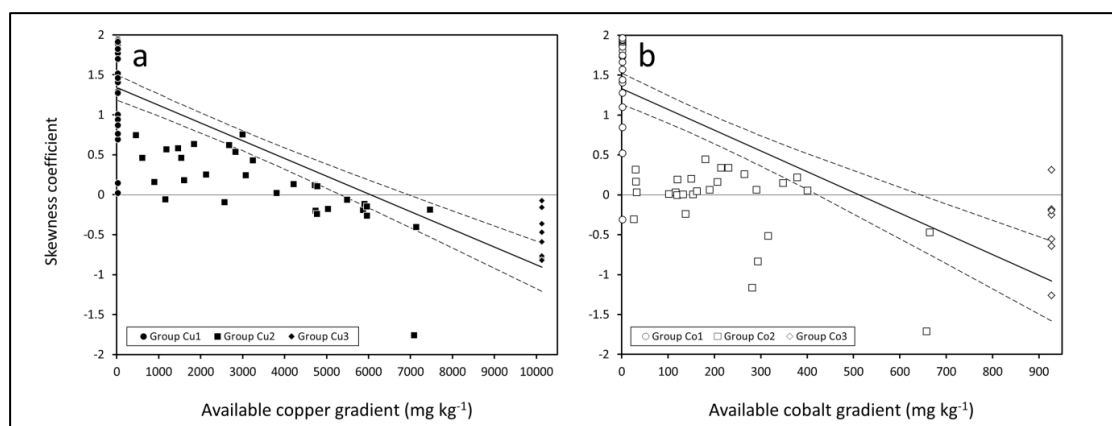 a
b
2
1.5
1
0.5
0
-0.5
-1
-1.5
-2
Skewness coefficient
Group Cu1 Group Cu2 Group Cu3
0 1000 2000 3000 4000 5000 6000 7000 8000 9000 10000
Available copper gradient (mg kg-1)
2
1.5
1
0.5
0
-0.5
-1
-1.5
-2
Group Co1 Group Co2 Group Co3
0 100 200 300 400 500 600 700 800 900
Available cobalt gradient (mg kg-1)